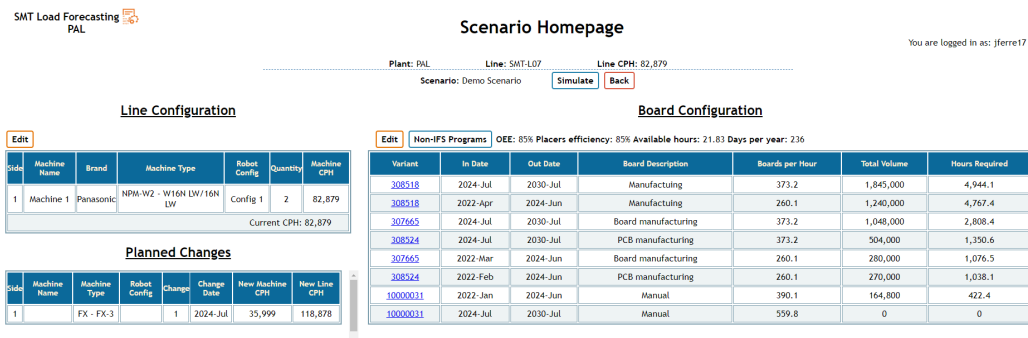 SMT Load Forecasting
PAL
Scenario Homepage
You are logged in as: jferre17
Plant: PAL Line: SMT-L07 Line CPH: 82,879
Scenario: Demo Scenario Simulate Back
Line Configuration
Edit
Side Machine Name Brand Machine Type Robot Config Quantity Machine CPH
1 Machine 1 Panasonic NPM-W2 - W16N LW/16N LW Config 1 2 82,879
Current CPH: 82,879
Planned Changes
Side Machine Name Machine Type Robot Config Change Change Date New Machine CPH New Line CPH
1 FX - FX-3 1 2024-Jul 35,999 118,878
Board Configuration
Edit Non-IFS Programs OEE: 85% Placers efficiency: 85% Available hours: 21.83 Days per year: 236
Variant In Date Out Date Board Description Boards per Hour Total Volume Hours Required
308518 2024-Jul 2030-Jul Manufactuing 373.2 1,845,000 4,944.1
308518 2022-Apr 2024-Jun Manufactuing 260.1 1,240,000 4,767.4
307665 2024-Jul 2030-Jul Board manufacturing 373.2 1,048,000 2,808.4
308524 2024-Jul 2030-Jul PCB manufacturing 373.2 504,000 1,350.6
307665 2022-Mar 2024-Jun Board manufacturing 260.1 280,000 1,076.5
308524 2022-Feb 2024-Jun PCB manufacturing 260.1 270,000 1,038.1
10000031 2022-Jan 2024-Jun Manual 390.1 164,800 422.4
10000031 2024-Jul 2030-Jul Manual 559.8 0 0